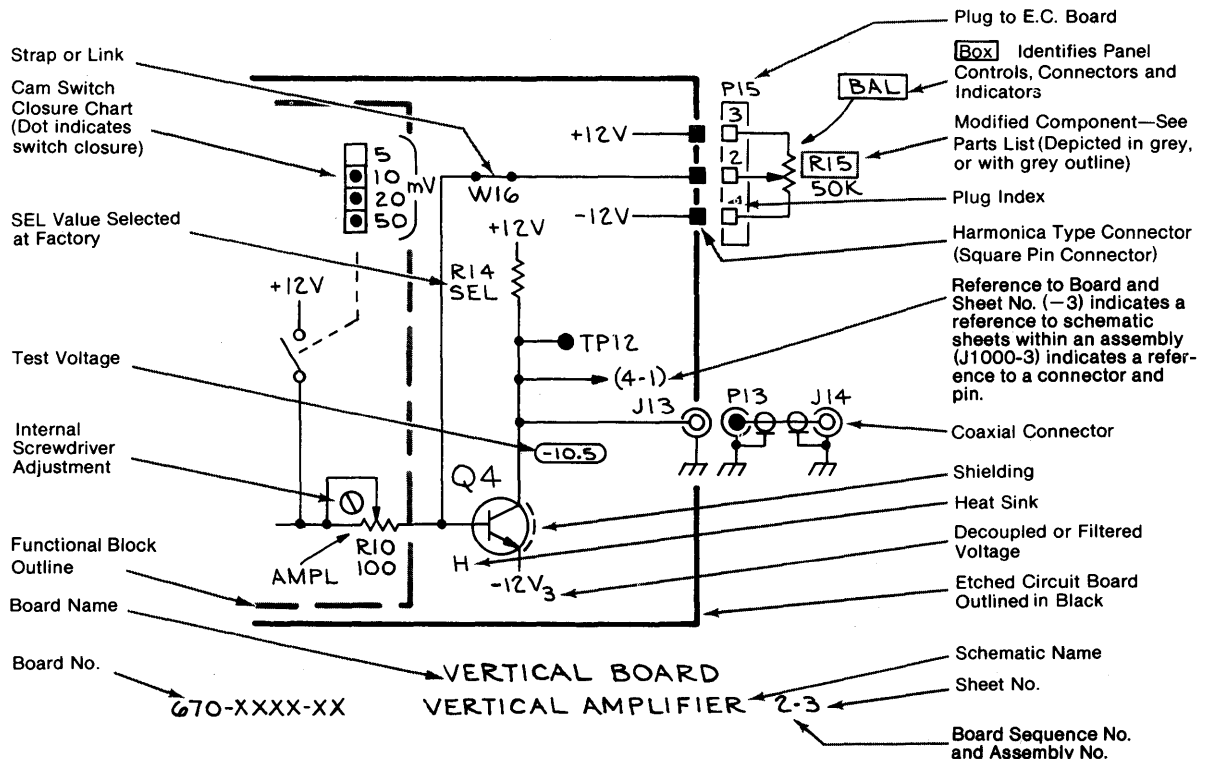 Strap or Link
Cam Switch
Closure Chart
(Dot indicates
switch closure)
SEL Value Selected
at Factory
Test Voltage
Internal
Screwdriver
Adjustment
Functional Block
Outline
Board Name
Board No.
5
10
20
50
mV
+12V
AMPL
R10
100
W16
+12V
R14
SEL
TP12
(4-1)
J13
-10.5
Q4
H
-12V3
+12V
-12V
P15
3
2
BAL
R15
50K
P13
J14
VERTICAL BOARD
670-XXXX-XX
VERTICAL AMPLIFIER 2-3
Plug to E.C. Board
Box Identifies Panel
Controls, Connectors and
Indicators
Modified Component—See
Parts List (Depicted in grey,
or with grey outline)
Plug Index
Harmonica Type Connector
(Square Pin Connector)
Reference to Board and
Sheet No. (—3) indicates a
reference to schematic
sheets within an assembly
(J1000-3) indicates a refer-
ence to a connector and
pin.
Coaxial Connector
Shielding
Heat Sink
Decoupled or Filtered
Voltage
Etched Circuit Board
Outlined in Black
Schematic Name
Sheet No.
Board Sequence No.
and Assembly No.